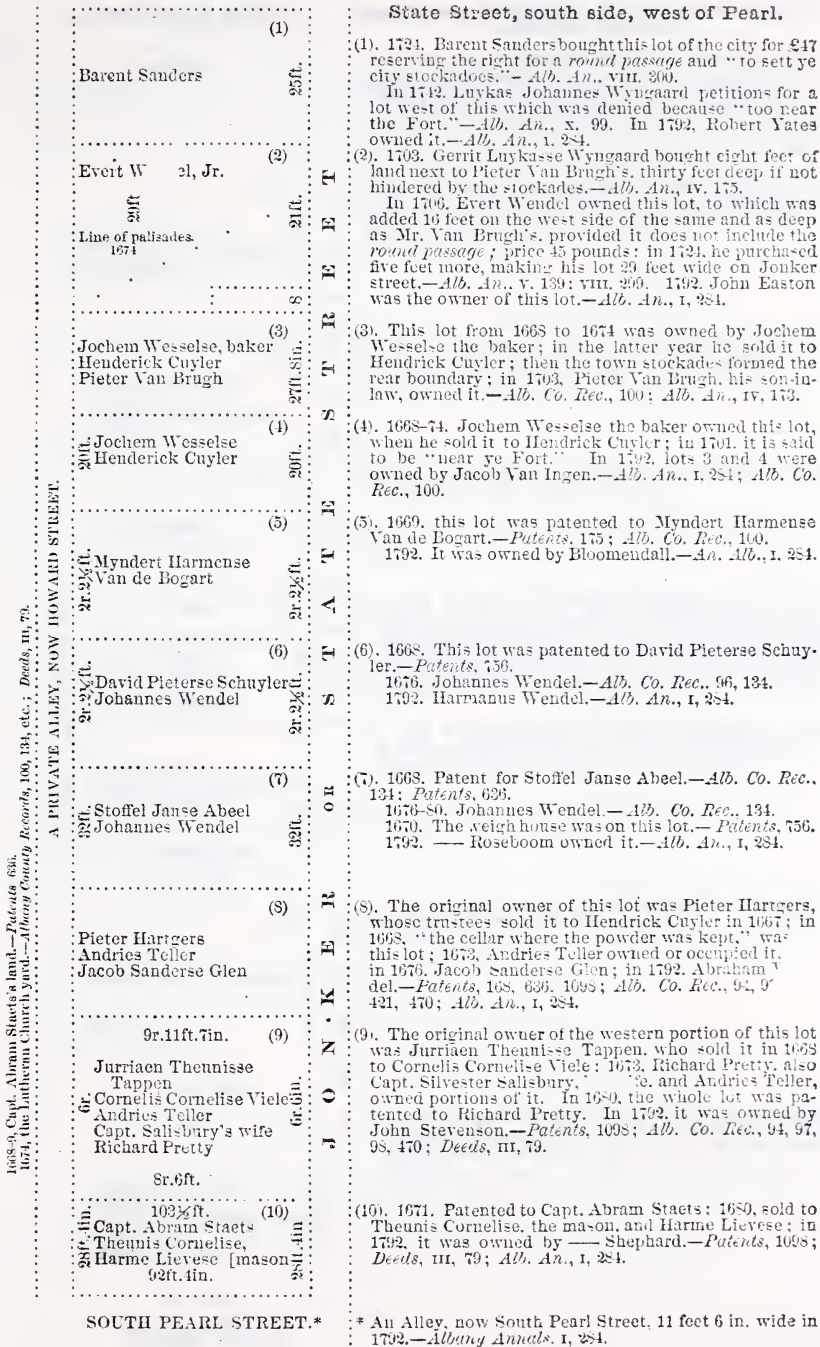 State Street, south side, west of Pearl.
(1)
Barent Sanders
25ft.
(2)
Evert W el, Jr.
29ft
21ft.
Line of palisades.
1674
8
(3)
Jochem Wesselse, baker
Henderick Cuyler
Pieter Van Brugh
27ft.8in.
(4)
Jochem Wesselse
Henderick Cuyler
20ft.
20ft.
(5)
Myndert Harmense
Van de Bogart
2r.2½ft.
2r.2½ft.
(6)
David Pieterse Schuyler
Johannes Wendel
2r.2½ft.
2r.2½ft.
(7)
Stoffel Janse Abeel
Johannes Wendel
32ft.
32ft.
(8)
Pieter Hartgers
Andries Teller
Jacob Sanderse Glen
9r.11ft.7in. (9)
Jurriaen Theunisse
Tappen
Cornelis Cornelise Viele
Andries Teller
Capt. Salisbury's wife
Richard Pretty
6r.
6r.6in.
8r.6ft.
103½ft. (10)
Capt. Abram Staets
Theunis Cornelise,
Harme Lievese [mason
92ft.4in.
28ft.4in.
28ft.4in
SOUTH PEARL STREET.*
JONKER or STATE STREET
A PRIVATE ALLEY, NOW HOWARD STREET.
1668-9, Capt. Abram Staets's land.—Patents 636.
1674, the Lutheran Church yard.—Albany County Records, 100, 134, etc.; Deeds, III, 79.
(1). 1724. Barent Sanders bought this lot of the city for £47
reserving the right for a round passage and "to sett ye
city stockadoes."- Alb. An., VIII. 300.
In 1742. Luykas Johannes Wyngaard petitions for a
lot west of this which was denied because "too near
the Fort."—Alb. An., X. 99. In 1792, Robert Yates
owned it.—Alb. An., I. 284.
(2). 1703. Gerrit Luykasse Wyngaard bought eight feet of
land next to Pieter Van Brugh's, thirty feet deep if not
hindered by the stockades.—Alb. An., IV. 175.
In 1706. Evert Wendel owned this lot, to which was
added 16 feet on the west side of the same and as deep
as Mr. Van Brugh's, provided it does not include the
round passage; price 45 pounds: in 1724, he purchased
five feet more, making his lot 29 feet wide on Jonker
street.—Alb. An., V. 139: VIII. 299. 1792. John Easton
was the owner of this lot.—Alb. An., I, 284.
(3). This lot from 1668 to 1674 was owned by Jochem
Wesselse the baker; in the latter year he sold it to
Hendrick Cuyler; then the town stockades formed the
rear boundary; in 1703, Pieter Van Brugh, his son-in-
law, owned it.—Alb. Co. Rec., 100; Alb. An., IV, 173.
(4). 1668-74. Jochem Wesselse the baker owned this lot,
when he sold it to Hendrick Cuyler; in 1701, it is said
to be "near ye Fort." In 1792, lots 3 and 4 were
owned by Jacob Van Ingen.—Alb. An., I, 284; Alb. Co.
Rec., 100.
(5). 1669. this lot was patented to Myndert Harmense
Van de Bogart.—Patents, 175; Alb. Co. Rec., 100.
1792. It was owned by Bloomendall.—An. Alb., I, 284.
(6). 1668. This lot was patented to David Pieterse Schuy-
ler.—Patents, 756.
1676. Johannes Wendel.—Alb. Co. Rec., 96, 134.
1792. Harmanus Wendel.—Alb. An., I, 284.
(7). 1668. Patent for Stoffel Janse Abeel.—Alb. Co. Rec.,
134; Patents, 636.
1676-80. Johannes Wendel.—Alb. Co. Rec., 134.
1670. The weigh house was on this lot.—Patents, 756.
1792. —— Roseboom owned it.—Alb. An., I, 284.
(8). The original owner of this lot was Pieter Hartgers,
whose trustees sold it to Hendrick Cuyler in 1667; in
1668, "the cellar where the powder was kept," was
this lot; 1673, Andries Teller owned or occupied it,
in 1676. Jacob Sanderse Glen; in 1792. Abraham
del.—Patents, 168, 636, 1098; Alb. Co. Rec., 94, 9
421, 470; Alb. An., I, 284.
(9). The original owner of the western portion of this lot
was Jurriaen Theunisse Tappen, who sold it in 1668
to Cornelis Cornelise Viele: 1673, Richard Pretty, also
Capt. Silvester Salisbury, fe, and Andries Teller,
owned portions of it. In 1680, the whole lot was pa-
tented to Richard Pretty. In 1792, it was owned by
John Stevenson.—Patents, 1098; Alb. Co. Rec., 94, 97,
98, 470; Deeds, III, 79.
(10). 1671. Patented to Capt. Abram Staets: 1680, sold to
Theunis Cornelise, the mason, and Harme Lievese; in
1792, it was owned by —— Shephard.—Patents, 1098;
Deeds, III, 79; Alb. An., I, 284.
* An Alley, now South Pearl Street, 11 feet 6 in. wide in
1792.—Albany Annals, I, 284.